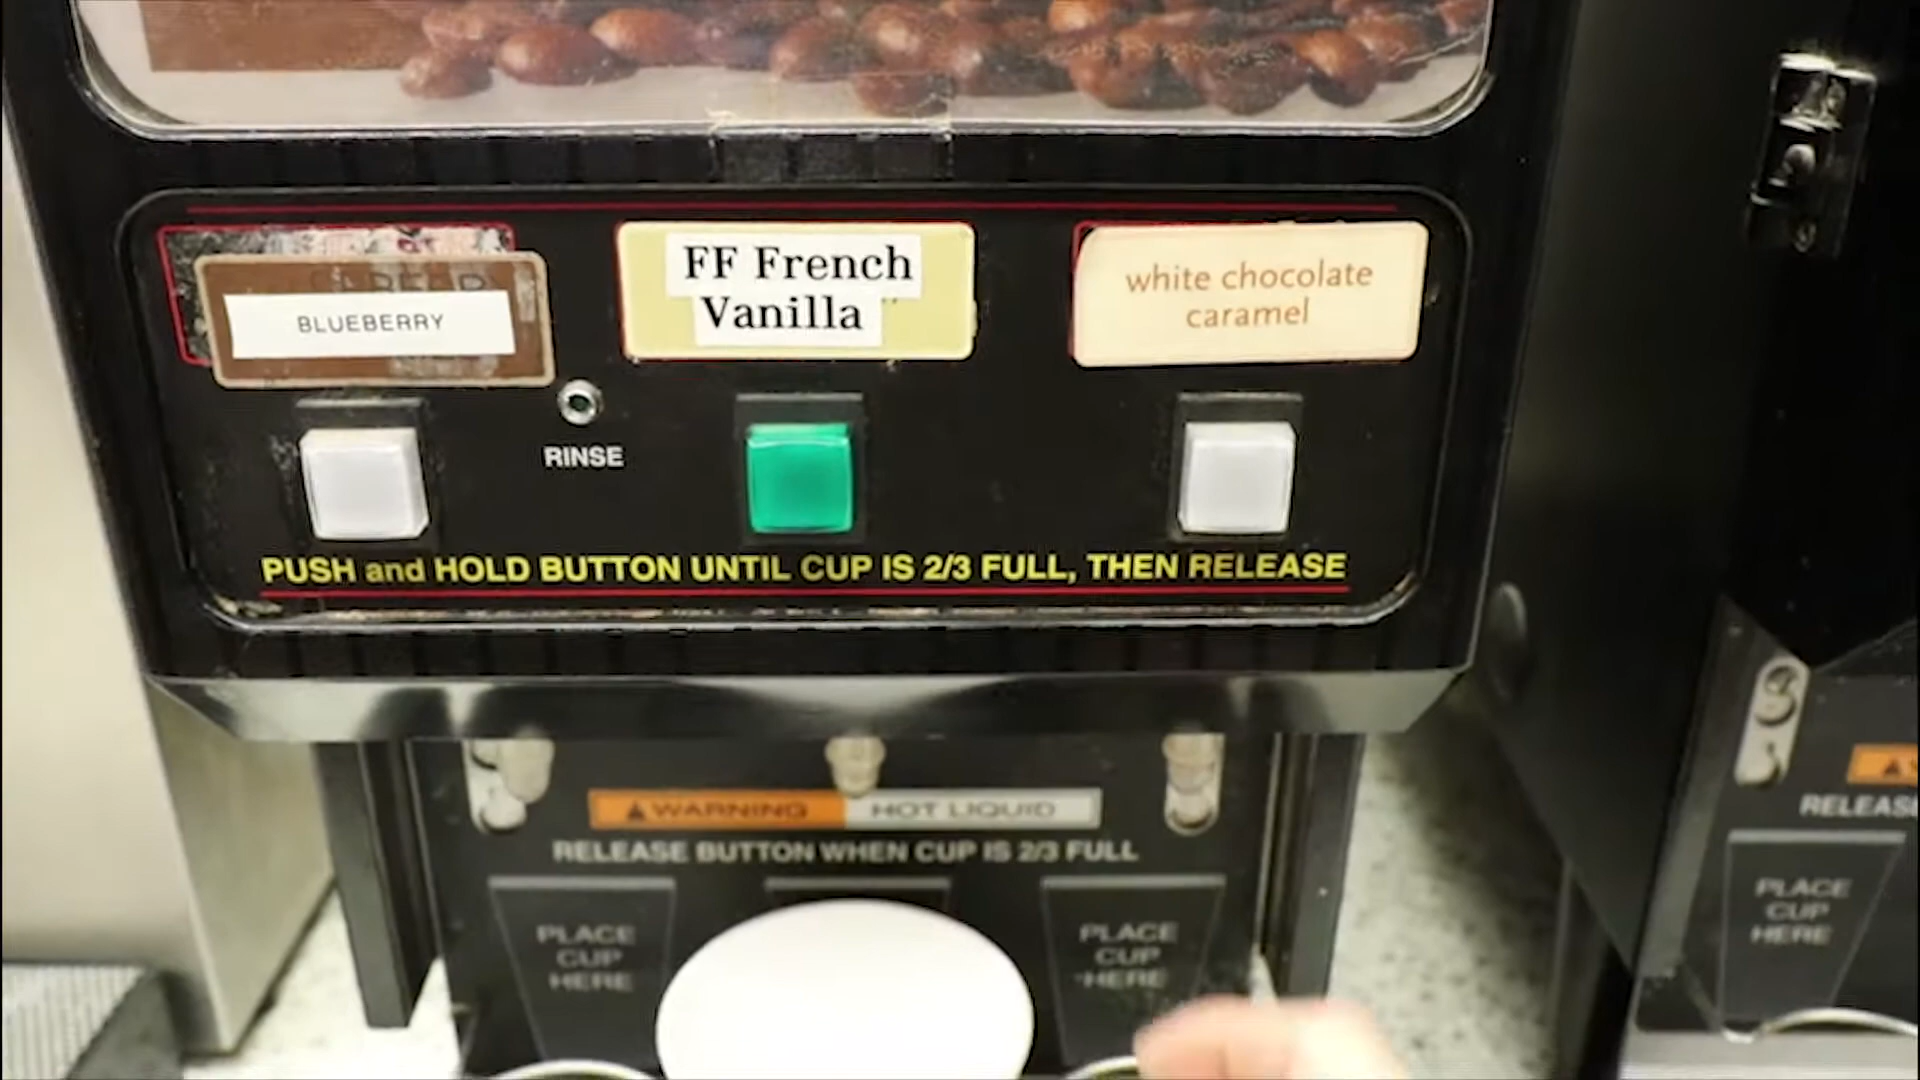 FF French
Vanilla
white chocolate
caramel
BLUEBERRY
RINSE
PUSH and HOLD BUTTON UNTIL CUP IS 2/3 FULL, THEN RELEASE
WARNING HOT LIQUID
RELEASE BUTTON WHEN CUP IS 2/3 FULL
PLACE
CUP
HERE
PLACE
CUP
HERE
RELEASE
PLACE
CUP
HERE